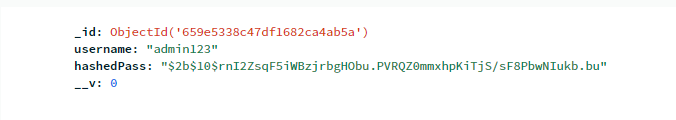 _id: ObjectId('659e5338c47df1682ca4ab5a')
username: "admin123"
hashedPass: "$2b$10$rnI2ZsqF5iWBzjrbgHObu.PVRQZ0mmxhpKiTjS/sF8PbwNIukb.bu"
__v: 0